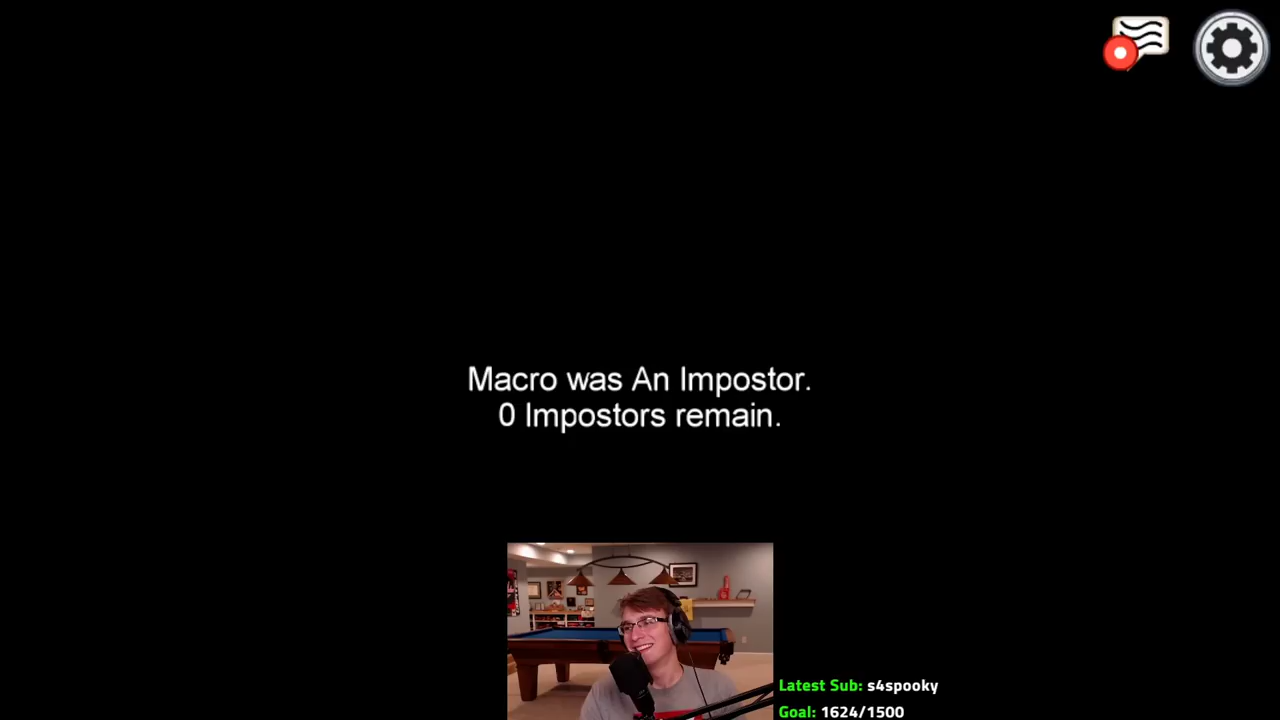 Macro was An Impostor.
0 Impostors remain.
Latest Sub: s4spooky
Goal: 1624/1500